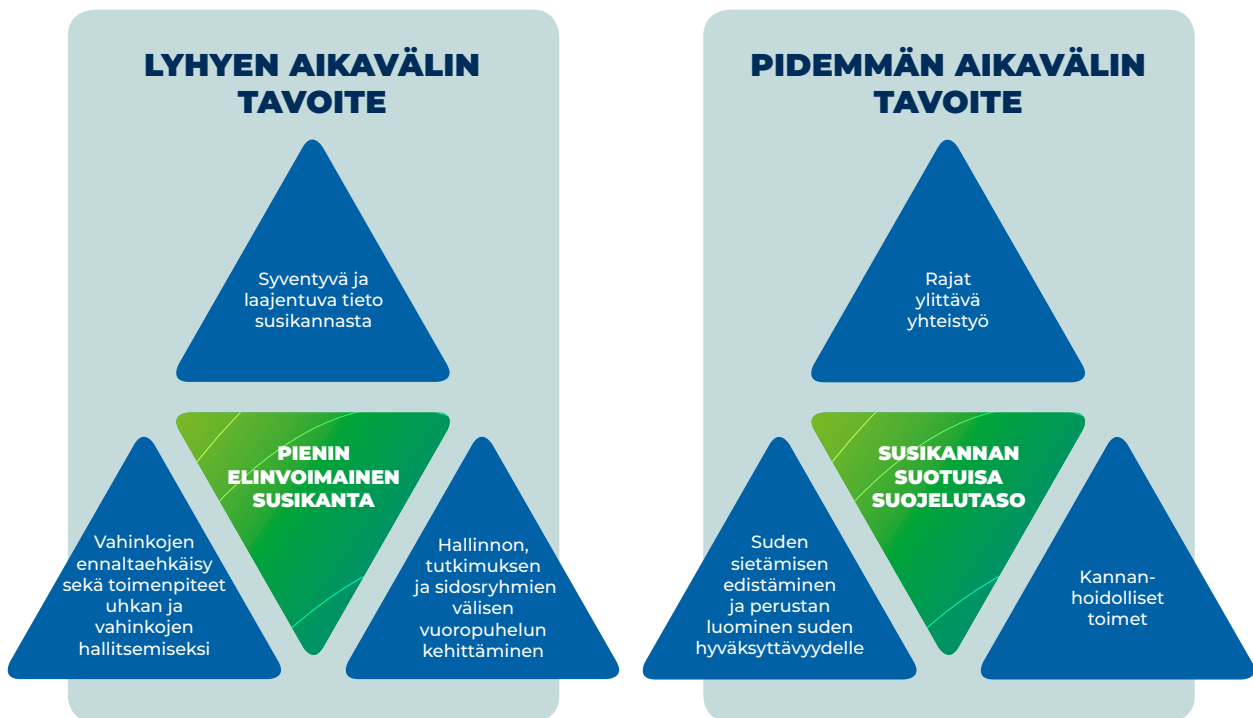 LYHYEN AIKAVÄLIN
TAVOITE
Syventyvä ja
laajentuva tieto
susikannasta
PIENIN
ELINVOIMAINEN
SUSIKANTA
Vahinkojen
ennaltaehkäisy
sekä toimenpiteet
uhkan ja
vahinkojen
hallitsemiseksi
Hallinnon,
tutkimuksen
ja sidosryhmien
välisen
vuoropuhelun
kehittäminen
PIDEMMÄN AIKAVÄLIN
TAVOITE
Rajat
ylittävä
yhteistyö
SUSIKANNAN
SUOTUISA
SUOJELUTASO
Suden
sietämisen
edistäminen
ja perustan
luominen suden
hyväksyttävyydelle
Kannan-
hoidolliset
toimet